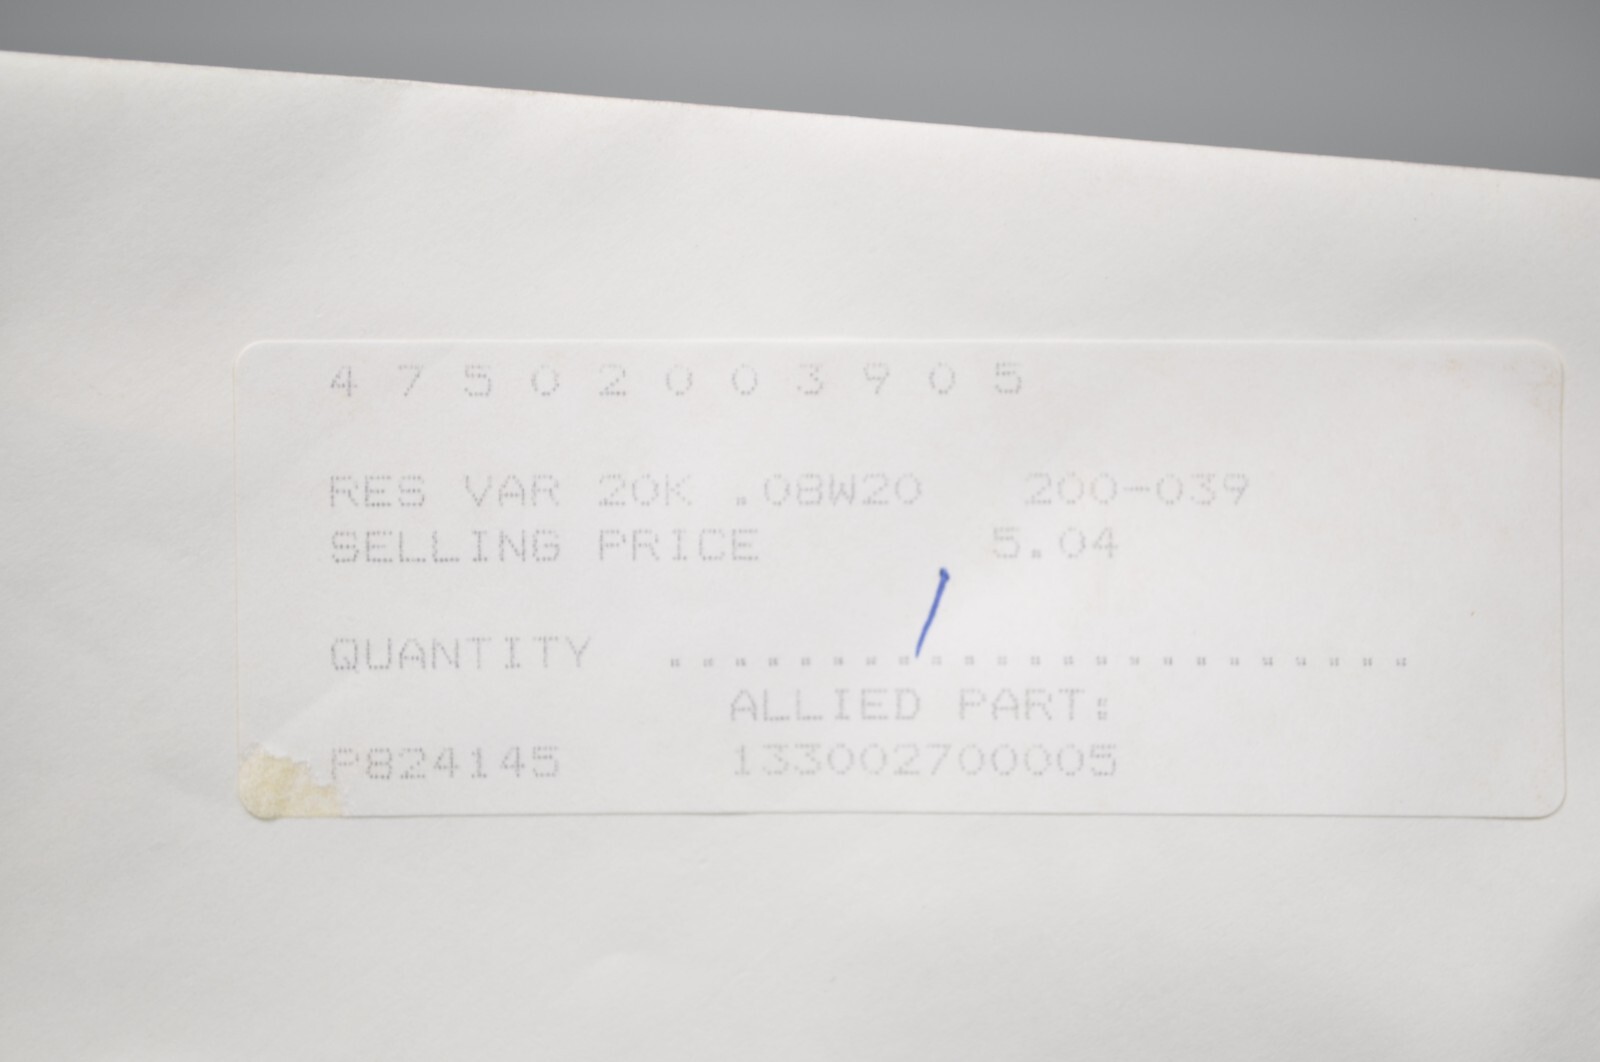 4 7 5 0 2 0 0 3 9 0 5
RES VAR 20K .08W20 200-039
SELLING PRICE 5.04
QUANTITY .......................
/
ALLIED PART:
P824145 133002700005